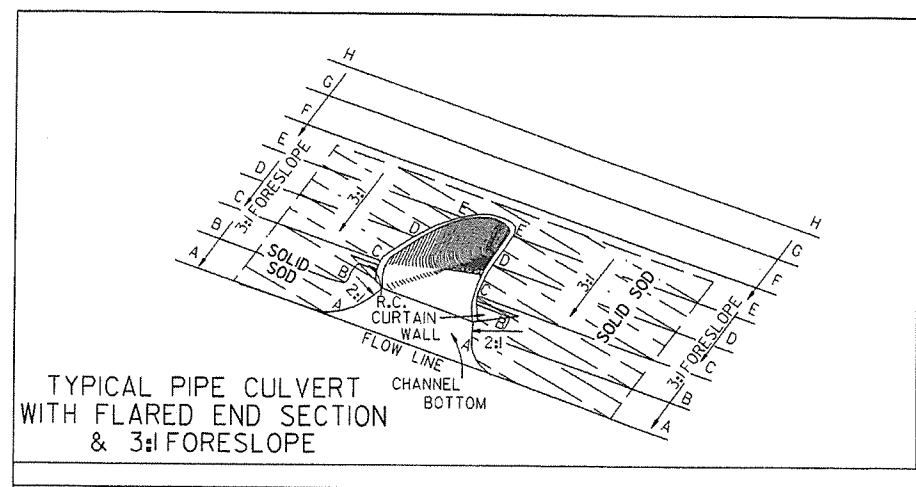 H
G
F
E
D
C
B
A
3:1 FORESLOPE
3:1
SOLID
SOD
2:1
A
B
C
D
E
E
D
C
B
A
R.C.
CURTAIN
WALL
2:1
FLOW LINE
CHANNEL
BOTTOM
3:1
SOLID SOD
3:1 FORESLOPE
H
G
F
E
D
C
B
A
TYPICAL PIPE CULVERT
WITH FLARED END SECTION
& 3:1 FORESLOPE